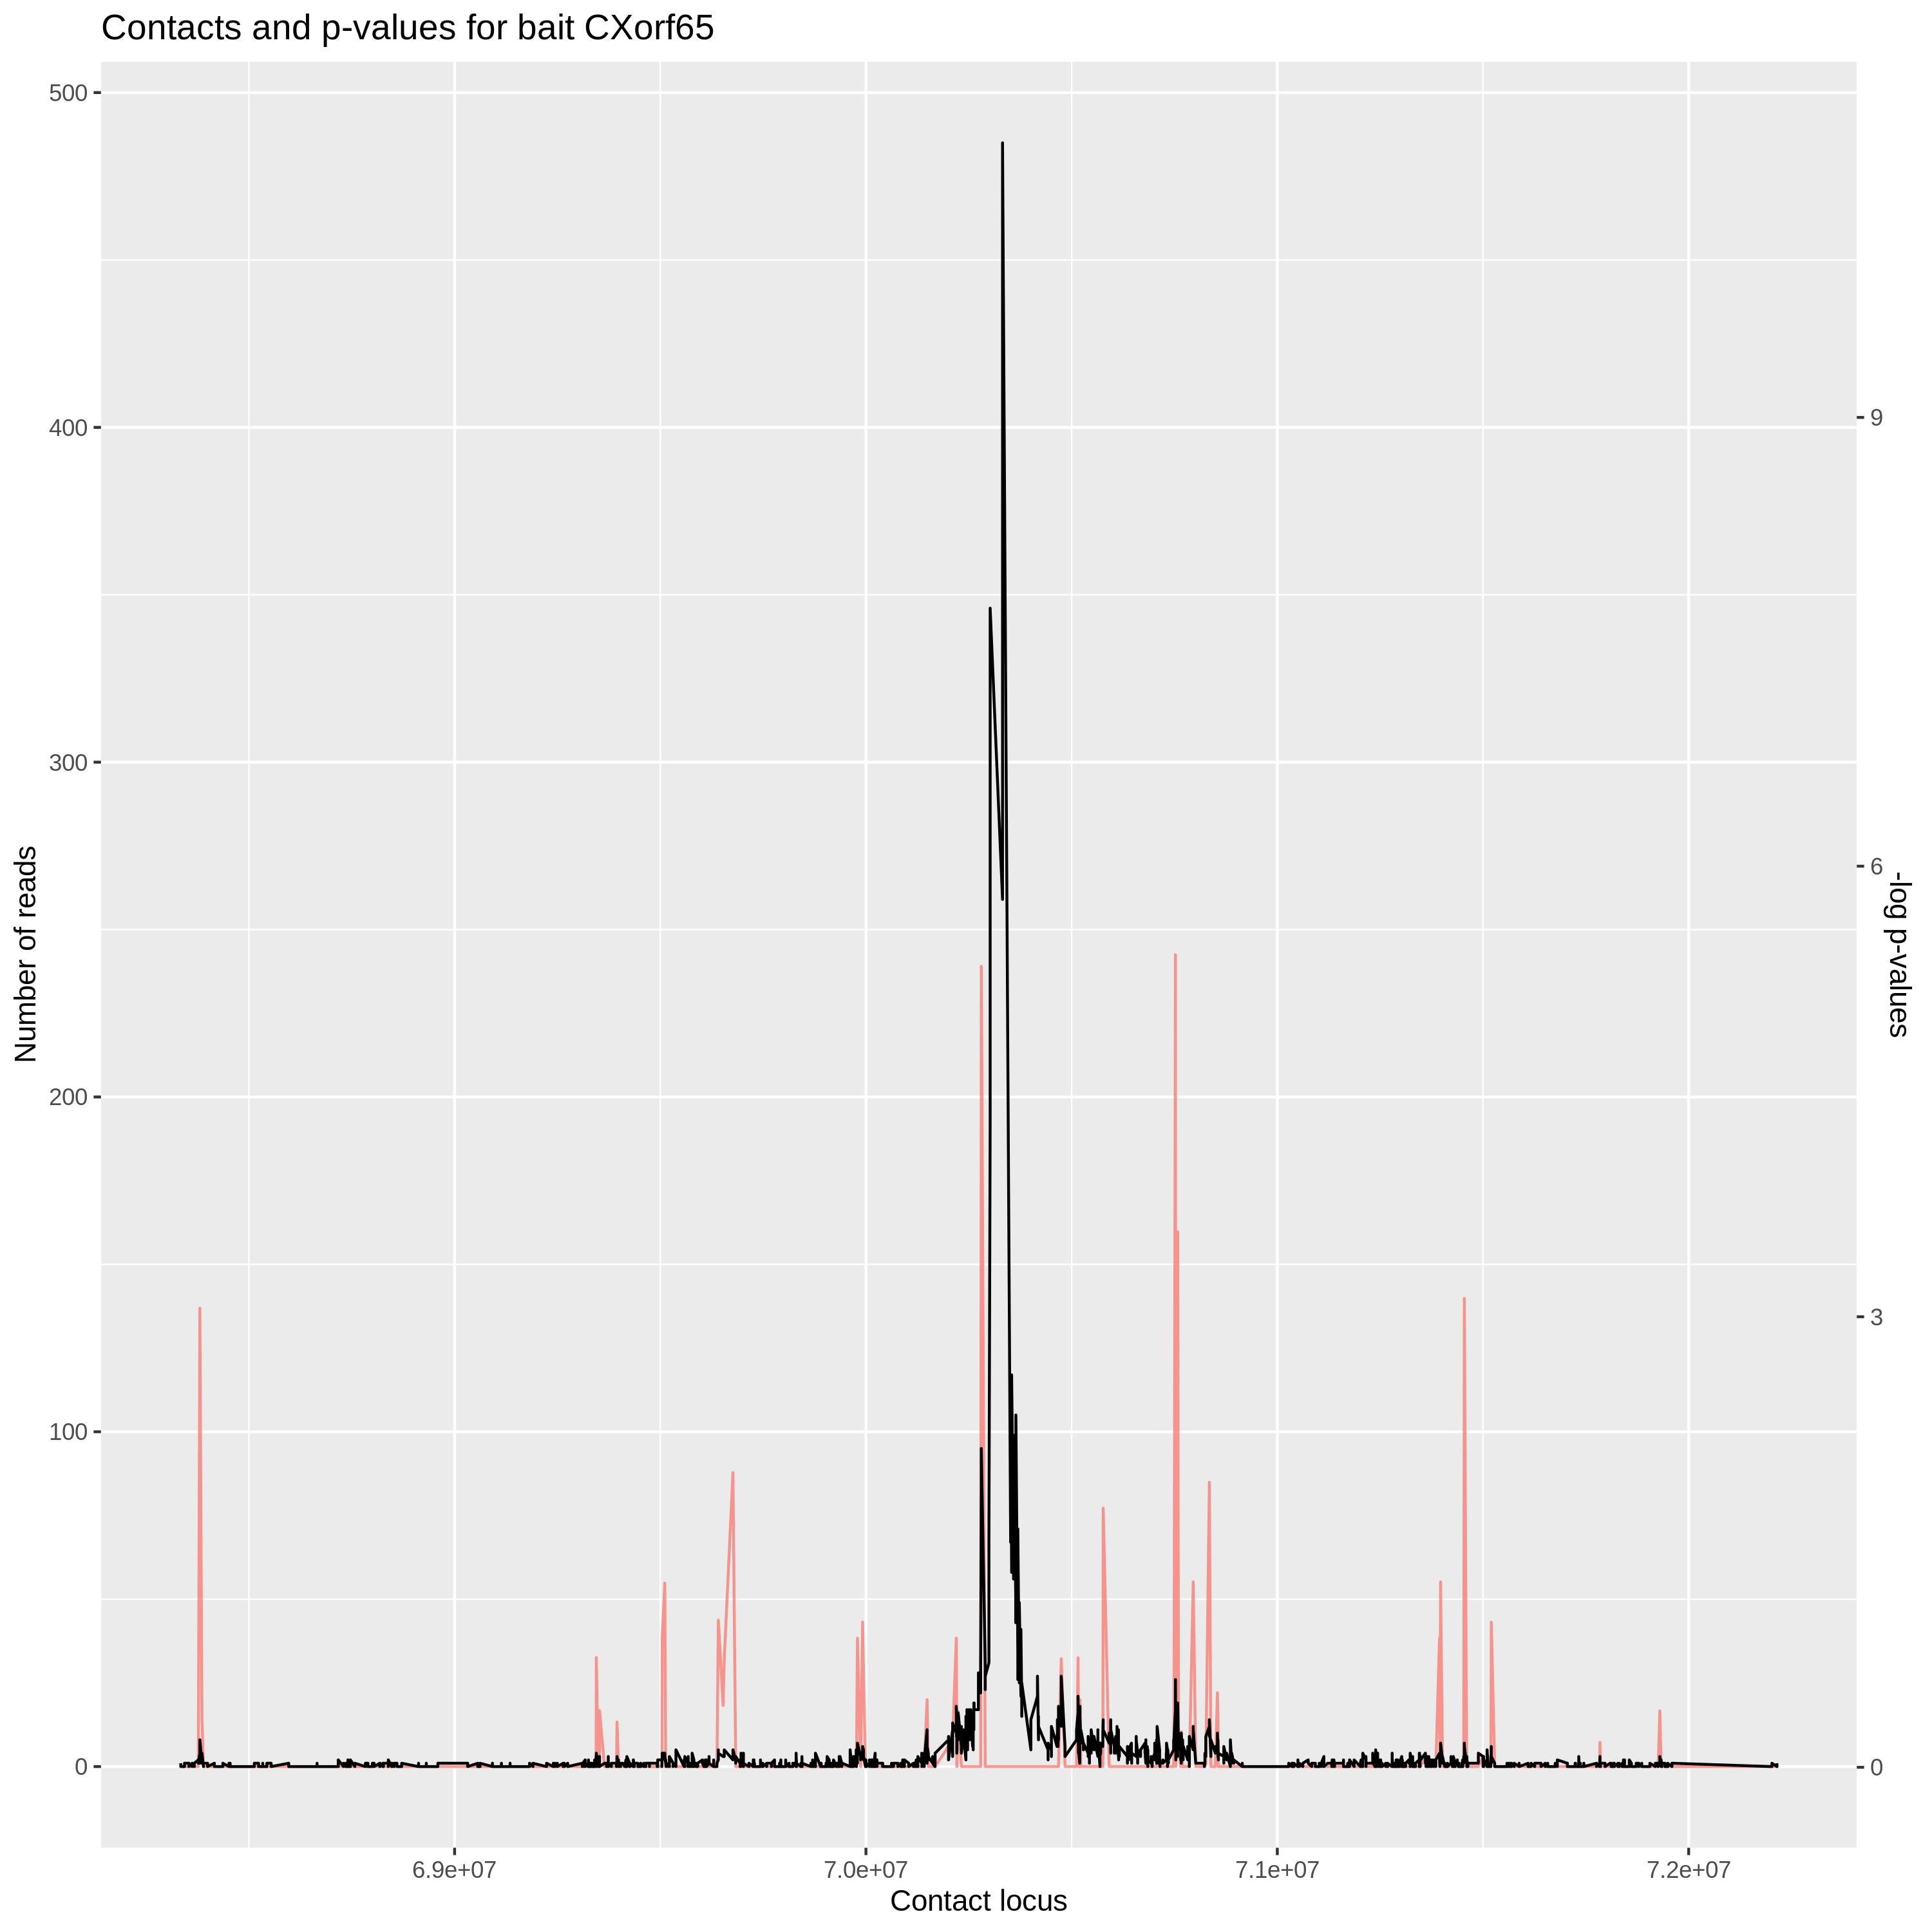 Contacts and p-values for bait CXorf65
500
400
300
200
100
0
Number of reads
9
6
3
0
-log p-values
6.9e+07
7.0e+07
7.1e+07
7.2e+07
Contact locus